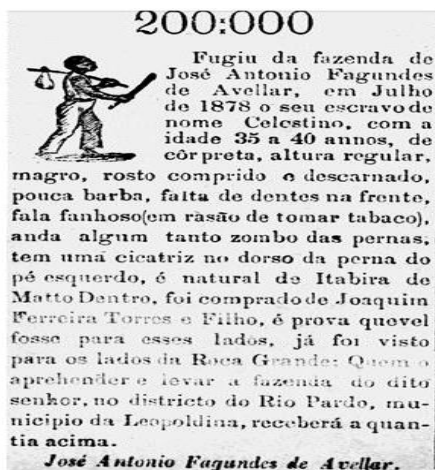 200:000
Fugiu da fazenda de
José Antonio Fagundes
de Avellar, em Julho
de 1878 o seu escravo de
nome Celestino, com a
idade 35 a 40 annos, de
côr preta, altura regular,
magro, rosto comprido e descarnado,
pouca barba, falta de dentes na frente,
fala fanhoso(em rasão de tomar tabaco),
anda algum tanto zombo das pernas,
tem uma cicatriz no dorso da perna do
pé esquerdo, é natural de Itabira de
Matto Dentro, foi comprado de Joaquim
Ferreira Torres e Filho, é prova quevel
fosse para esses lados, já foi visto
para os lados da Roça Grande: Quem o
aprehender e levar a fazenda do dito
senhor, no districto do Rio Pardo, mu-
nicipio da Leopoldina, receberá a quan-
tia acima.
José Antonio Fagundes de Avellar.